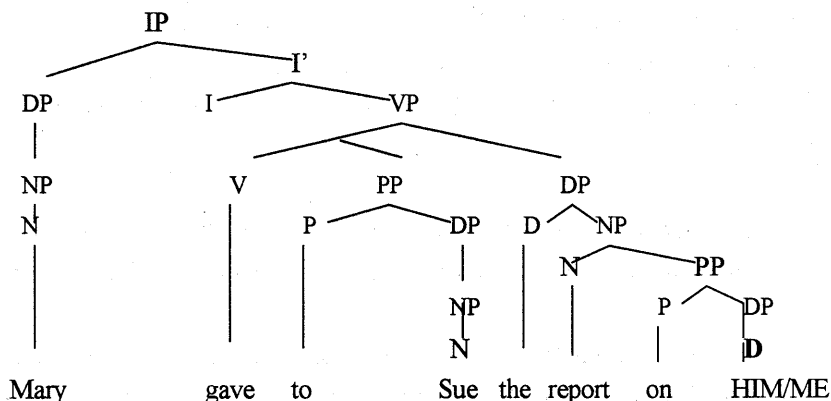 IP
I'
DP I VP
NP V PP DP
N P DP D NP
N PP
NP P DP
N D
Mary gave to Sue the report on HIM/ME